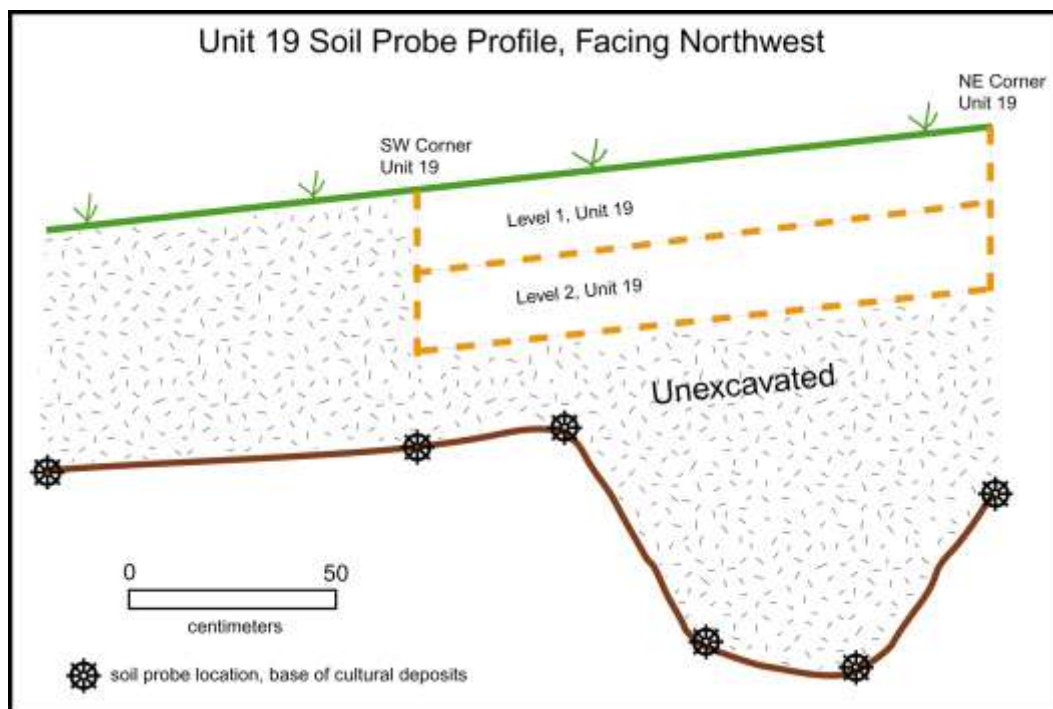 Unit 19 Soil Probe Profile, Facing Northwest
NE Corner
Unit 19
SW Corner
Unit 19
Level 1, Unit 19
Level 2, Unit 19
Unexcavated
0 50
centimeters
soil probe location, base of cultural deposits